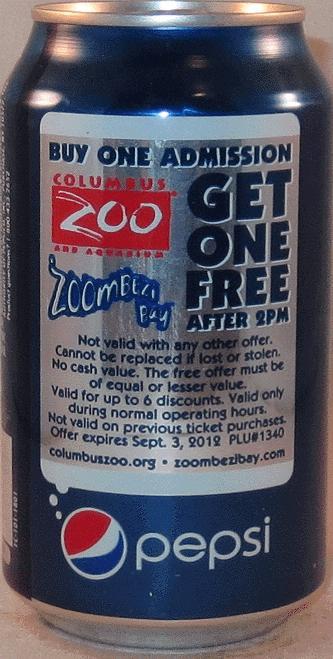 BUY ONE ADMISSION
COLUMBUS
ZOO
AND AQUARIUM
ZOOMBEZI
BAY
GET
ONE
FREE
AFTER 2PM
Not valid with any other offer.
Cannot be replaced if lost or stolen.
No cash value. The free offer must be
of equal or lesser value.
Valid for up to 6 discounts. Valid only
during normal operating hours.
Not valid on previous ticket purchases.
Offer expires Sept. 3, 2012 PLU#1340
columbuszoo.org • zoombezibay.com
pepsi